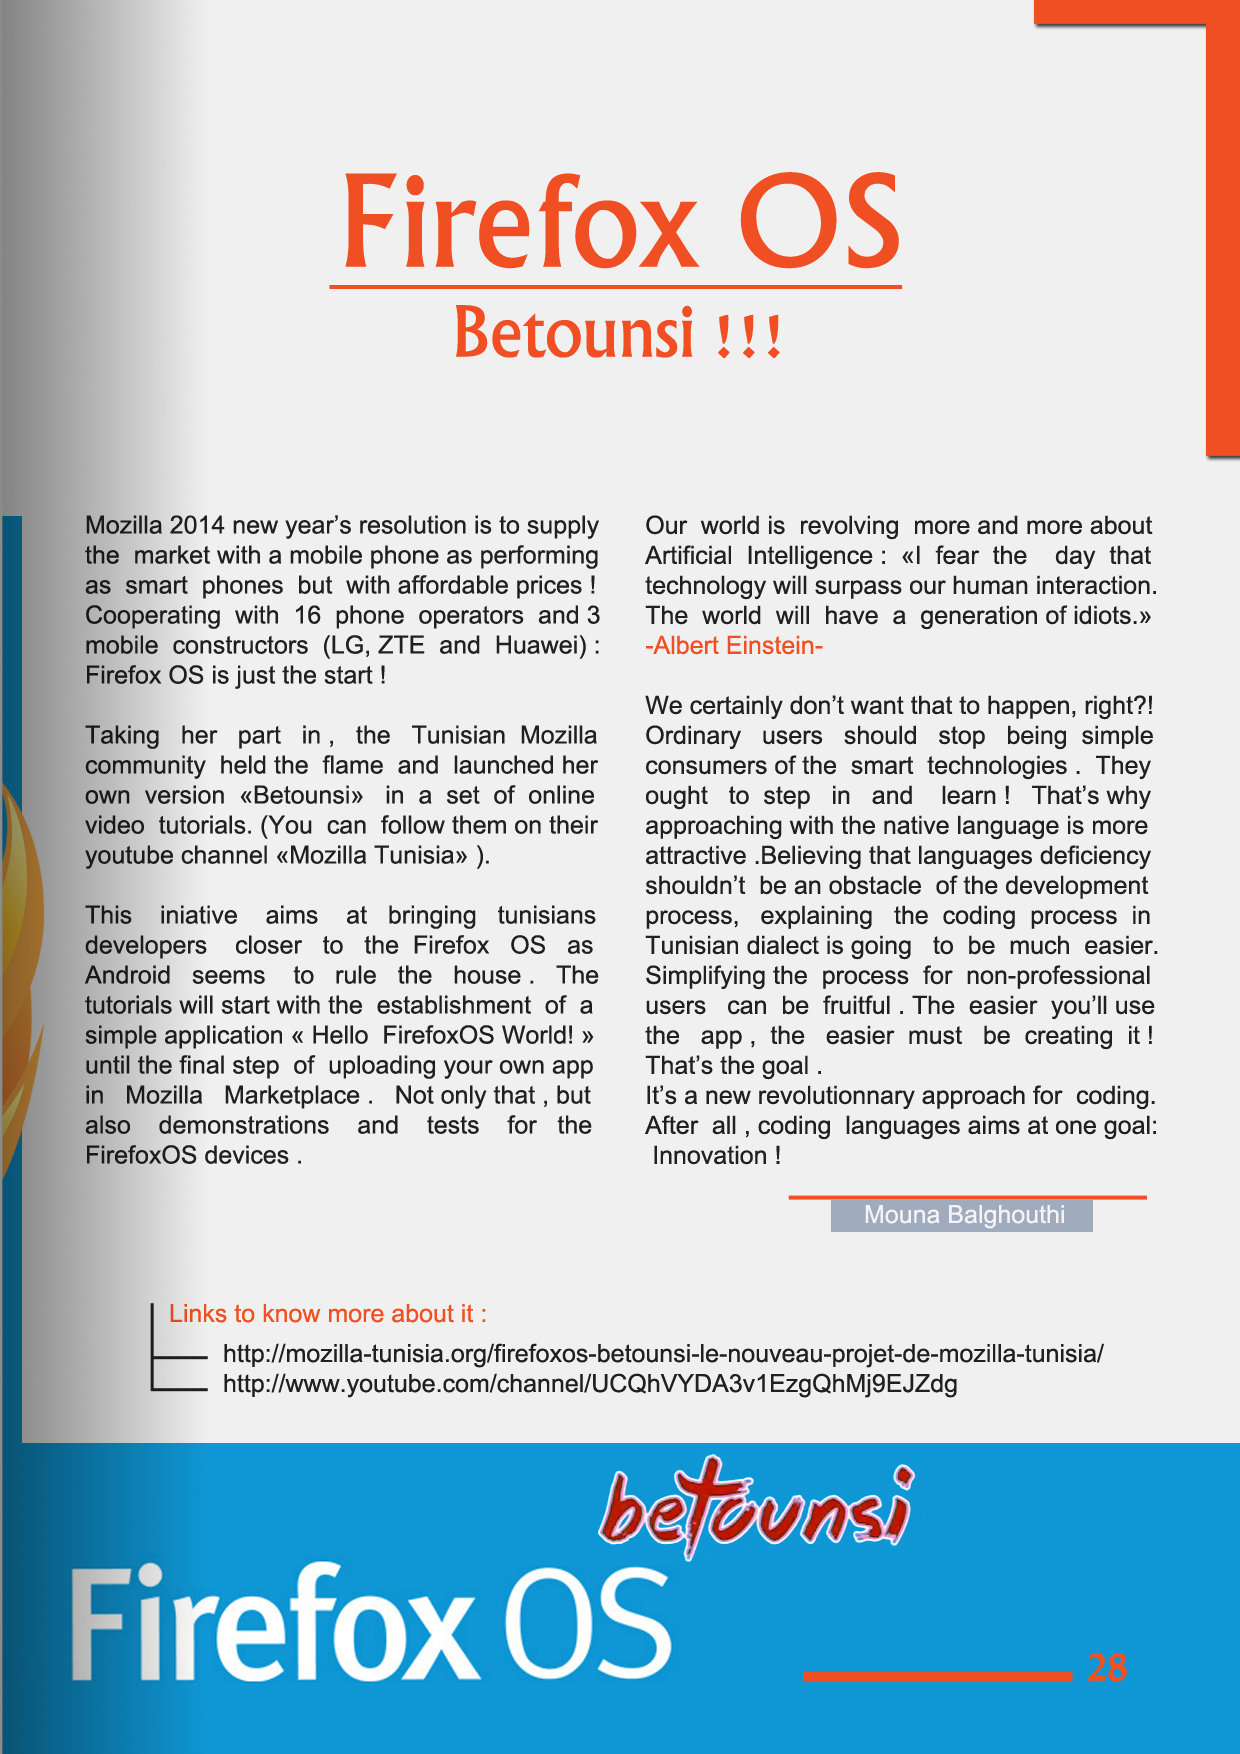 Firefox OS
Betounsi !!!
Mozilla 2014 new year's resolution is to supply
the market with a mobile phone as performing
as smart phones but with affordable prices !
Cooperating with 16 phone operators and 3
mobile constructors (LG, ZTE and Huawei) :
Firefox OS is just the start !
Taking her part in , the Tunisian Mozilla
community held the flame and launched her
own version «Betounsi» in a set of online
video tutorials. (You can follow them on their
youtube channel «Mozilla Tunisia» ).
This iniative aims at bringing tunisians
developers closer to the Firefox OS as
Android seems to rule the house . The
tutorials will start with the establishment of a
simple application « Hello FirefoxOS World! »
until the final step of uploading your own app
in Mozilla Marketplace . Not only that , but
also demonstrations and tests for the
FirefoxOS devices .
Our world is revolving more and more about
Artificial Intelligence : «I fear the day that
technology will surpass our human interaction.
The world will have a generation of idiots.»
-Albert Einstein-
We certainly don't want that to happen, right?!
Ordinary users should stop being simple
consumers of the smart technologies . They
ought to step in and learn ! That's why
approaching with the native language is more
attractive .Believing that languages deficiency
shouldn't be an obstacle of the development
process, explaining the coding process in
Tunisian dialect is going to be much easier.
Simplifying the process for non-professional
users can be fruitful . The easier you'll use
the app , the easier must be creating it !
That's the goal .
It's a new revolutionnary approach for coding.
After all , coding languages aims at one goal:
Innovation !
Mouna Balghouthi
Links to know more about it :
http://mozilla-tunisia.org/firefoxos-betounsi-le-nouveau-projet-de-mozilla-tunisia/
http://www.youtube.com/channel/UCQhVYDA3v1EzgQhMj9EJZdg
betounsi
Firefox OS
28